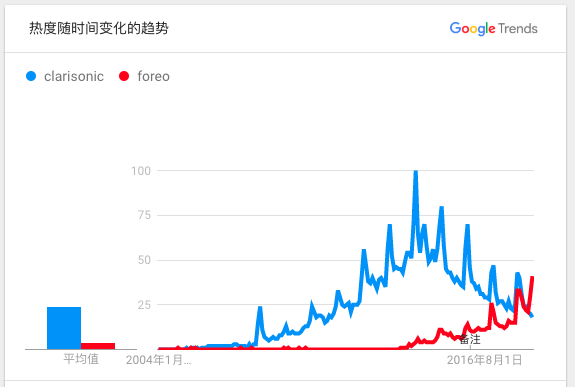 热度随时间变化的趋势
Google Trends
clarisonic
foreo
100
75
50
25
备注
平均值
2004年1月...
2016年8月1日